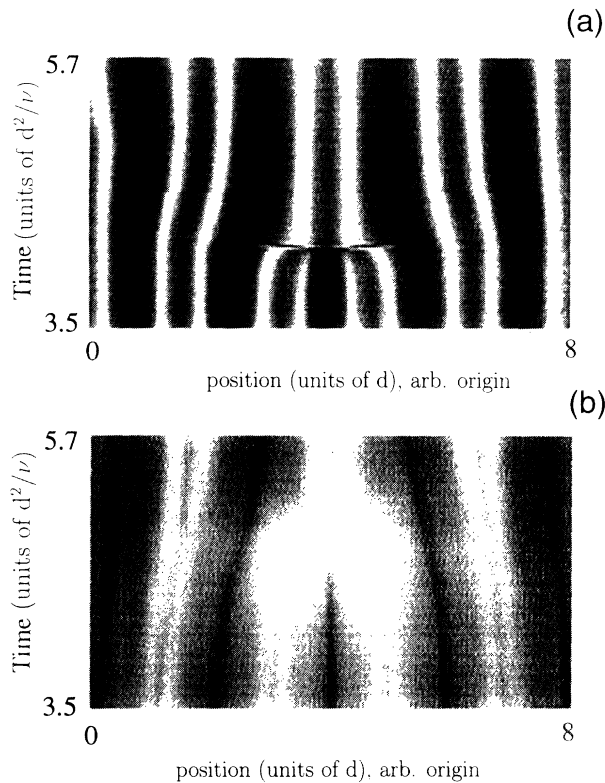 (a)
5.7
Time (units of d²/ν)
3.5
0
8
position (units of d), arb. origin
(b)
5.7
Time (units of d²/ν)
3.5
0
8
position (units of d), arb. origin